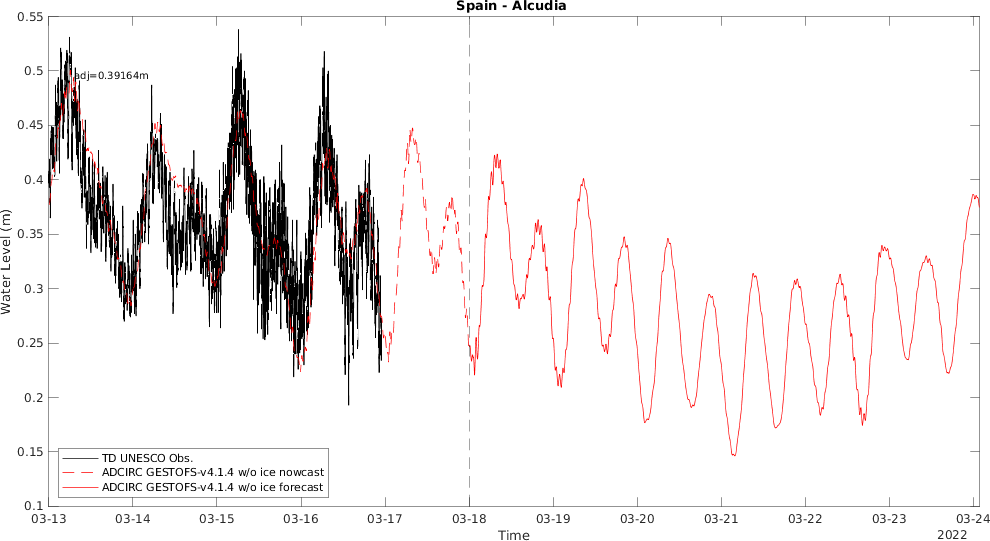 Spain - Alcudia
0.55
0.5
0.45
0.4
0.35
0.3
0.25
0.2
0.15
0.1
Water Level (m)
adj=0.39164m
TD UNESCO Obs.
ADCIRC GESTOFS-v4.1.4 w/o ice nowcast
ADCIRC GESTOFS-v4.1.4 w/o ice forecast
03-13 03-14 03-15 03-16 03-17 03-18 03-19 03-20 03-21 03-22 03-23 03-24
Time
2022